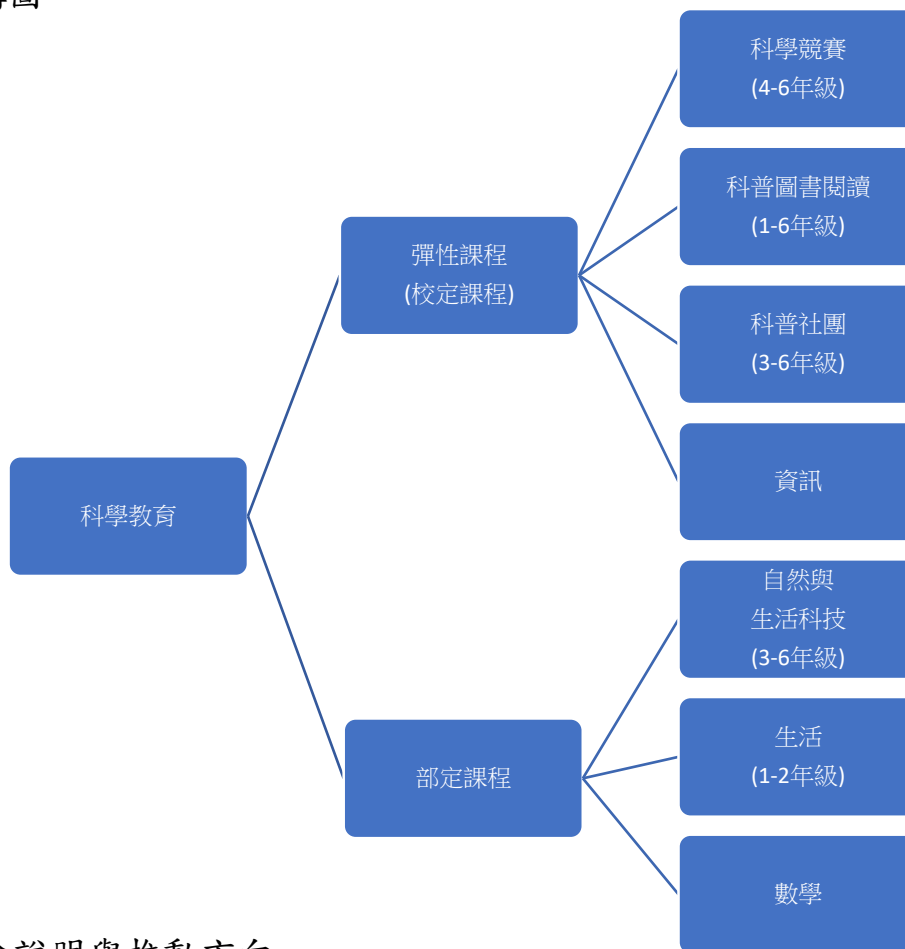 科學競賽
(4-6年級)
科普圖書閱讀
(1-6年級)
彈性課程
(校定課程)
科普社團
(3-6年級)
資訊
科學教育
自然與
生活科技
(3-6年級)
部定課程
生活
(1-2年級)
數學